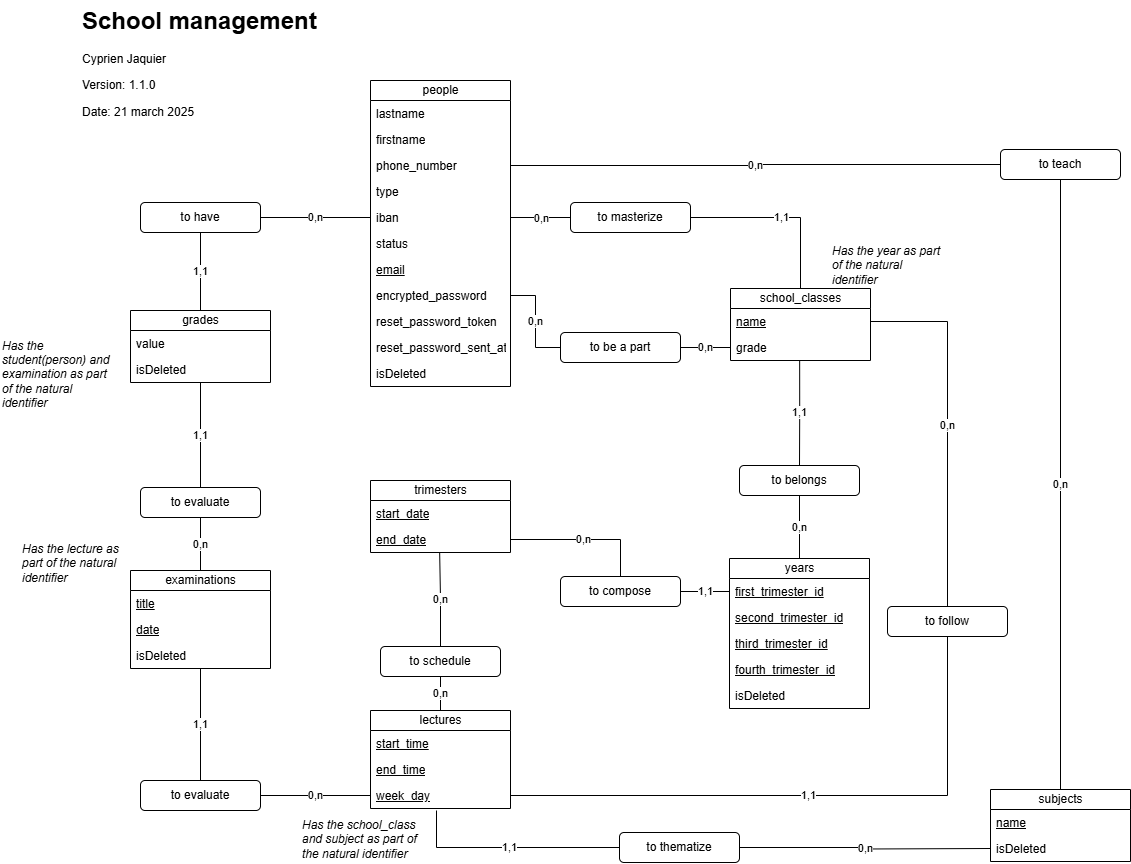 School management
Cyprien Jaquier
Version: 1.1.0
Date: 21 march 2025
people
lastname
firstname
phone_number
type
iban
status
email
encrypted_password
reset_password_token
reset_password_sent_at
isDeleted
0,n
to teach
to have
0,n
0,n
to masterize
1,1
1,1
Has the year as part
of the natural
identifier
school_classes
name
grade
0,n
to be a part
0,n
grades
value
isDeleted
Has the
student(person) and
examination as part
of the natural
identifier
1,1
1,1
0,n
to belongs
0,n
0,n
to evaluate
0,n
trimesters
start_date
end_date
0,n
to compose
1,1
years
first_trimester_id
second_trimester_id
third_trimester_id
fourth_trimester_id
isDeleted
Has the lecture as
part of the natural
identifier
examinations
title
date
isDeleted
0,n
to schedule
0,n
to follow
lectures
start_time
end_time
week_day
1,1
to evaluate
0,n
1,1
subjects
name
isDeleted
Has the school_class
and subject as part of
the natural identifier
1,1
to thematize
0,n